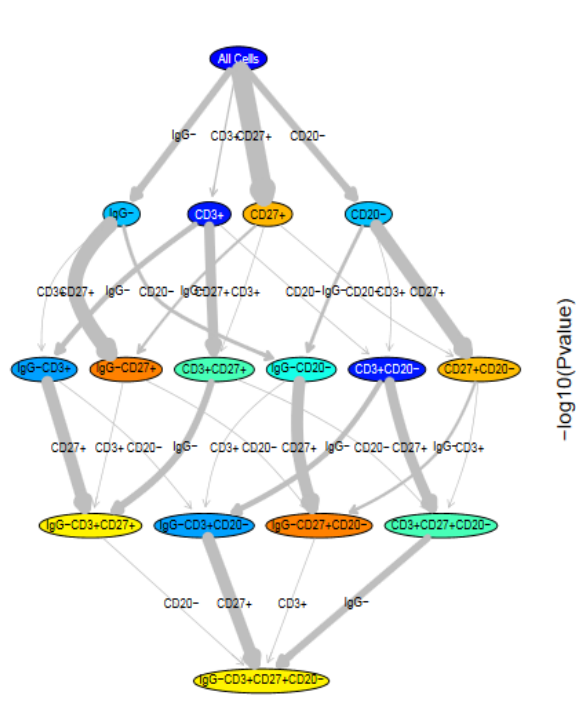 All Cells
IgG− CD3+ CD27+ CD20−
IgG− CD3+ CD27+ CD20−
CD3+ CD27+ IgG− CD20− IgG− CD27+ CD3+ CD20− IgG− CD20− CD3+ CD27+
IgG−CD3+ IgG−CD27+ CD3+CD27+ IgG−CD20− CD3+CD20− CD27+CD20−
CD27+ CD3+ CD20− IgG− CD3+ CD20− CD27+ IgG− CD20− CD27+ IgG− CD3+
IgG−CD3+CD27+ IgG−CD3+CD20− IgG−CD27+CD20− CD3+CD27+CD20−
CD20− CD27+ CD3+ IgG−
IgG−CD3+CD27+CD20−
−log10(Pvalue)